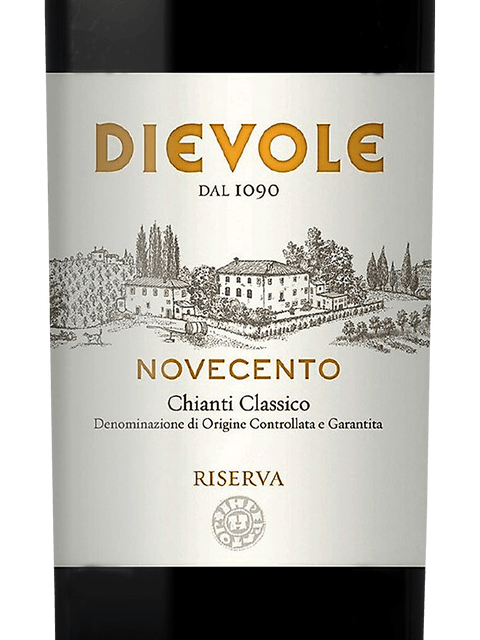 DIEVOLE
DAL 1090
NOVECENTO
Chianti Classico
Denominazione di Origine Controllata e Garantita
RISERVA